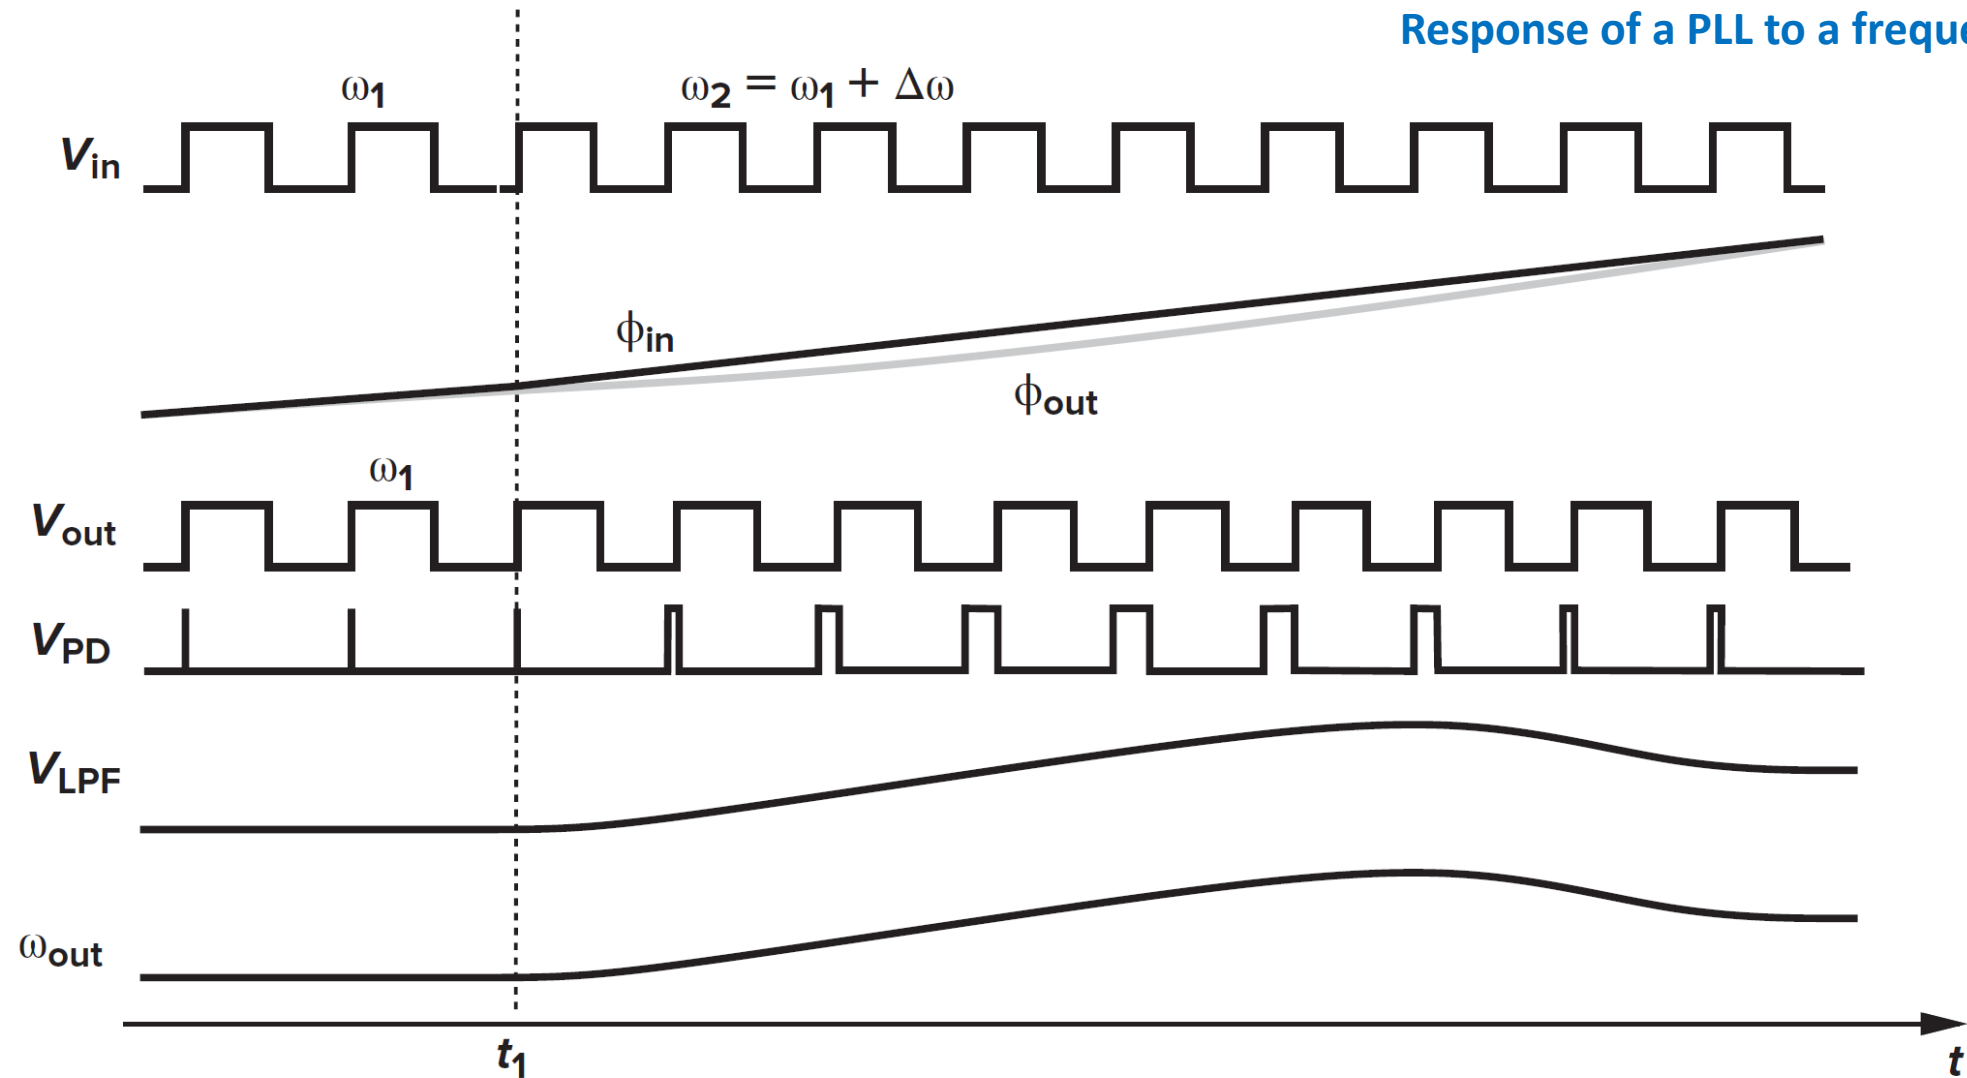 Response of a PLL to a freque
ω1
ω2 = ω1 + Δω
Vin
ϕin
ϕout
ω1
Vout
VPD
VLPF
ωout
t1
t